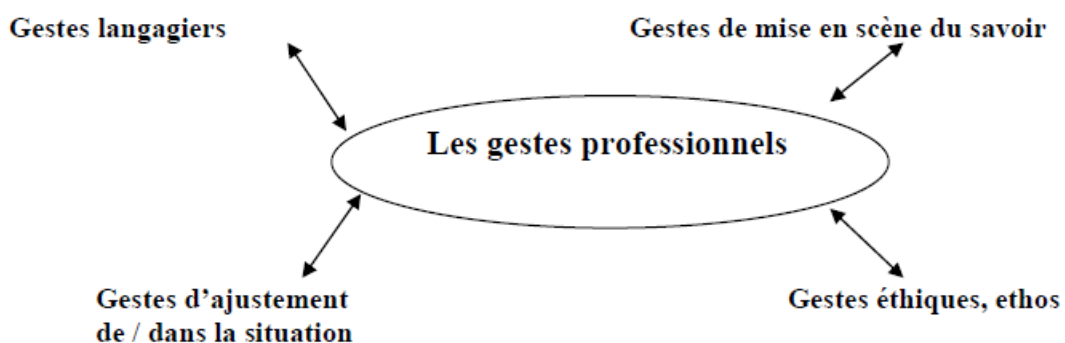 Gestes langagiers
Gestes de mise en scène du savoir
Les gestes professionnels
Gestes d’ajustement
de / dans la situation
Gestes éthiques, ethos